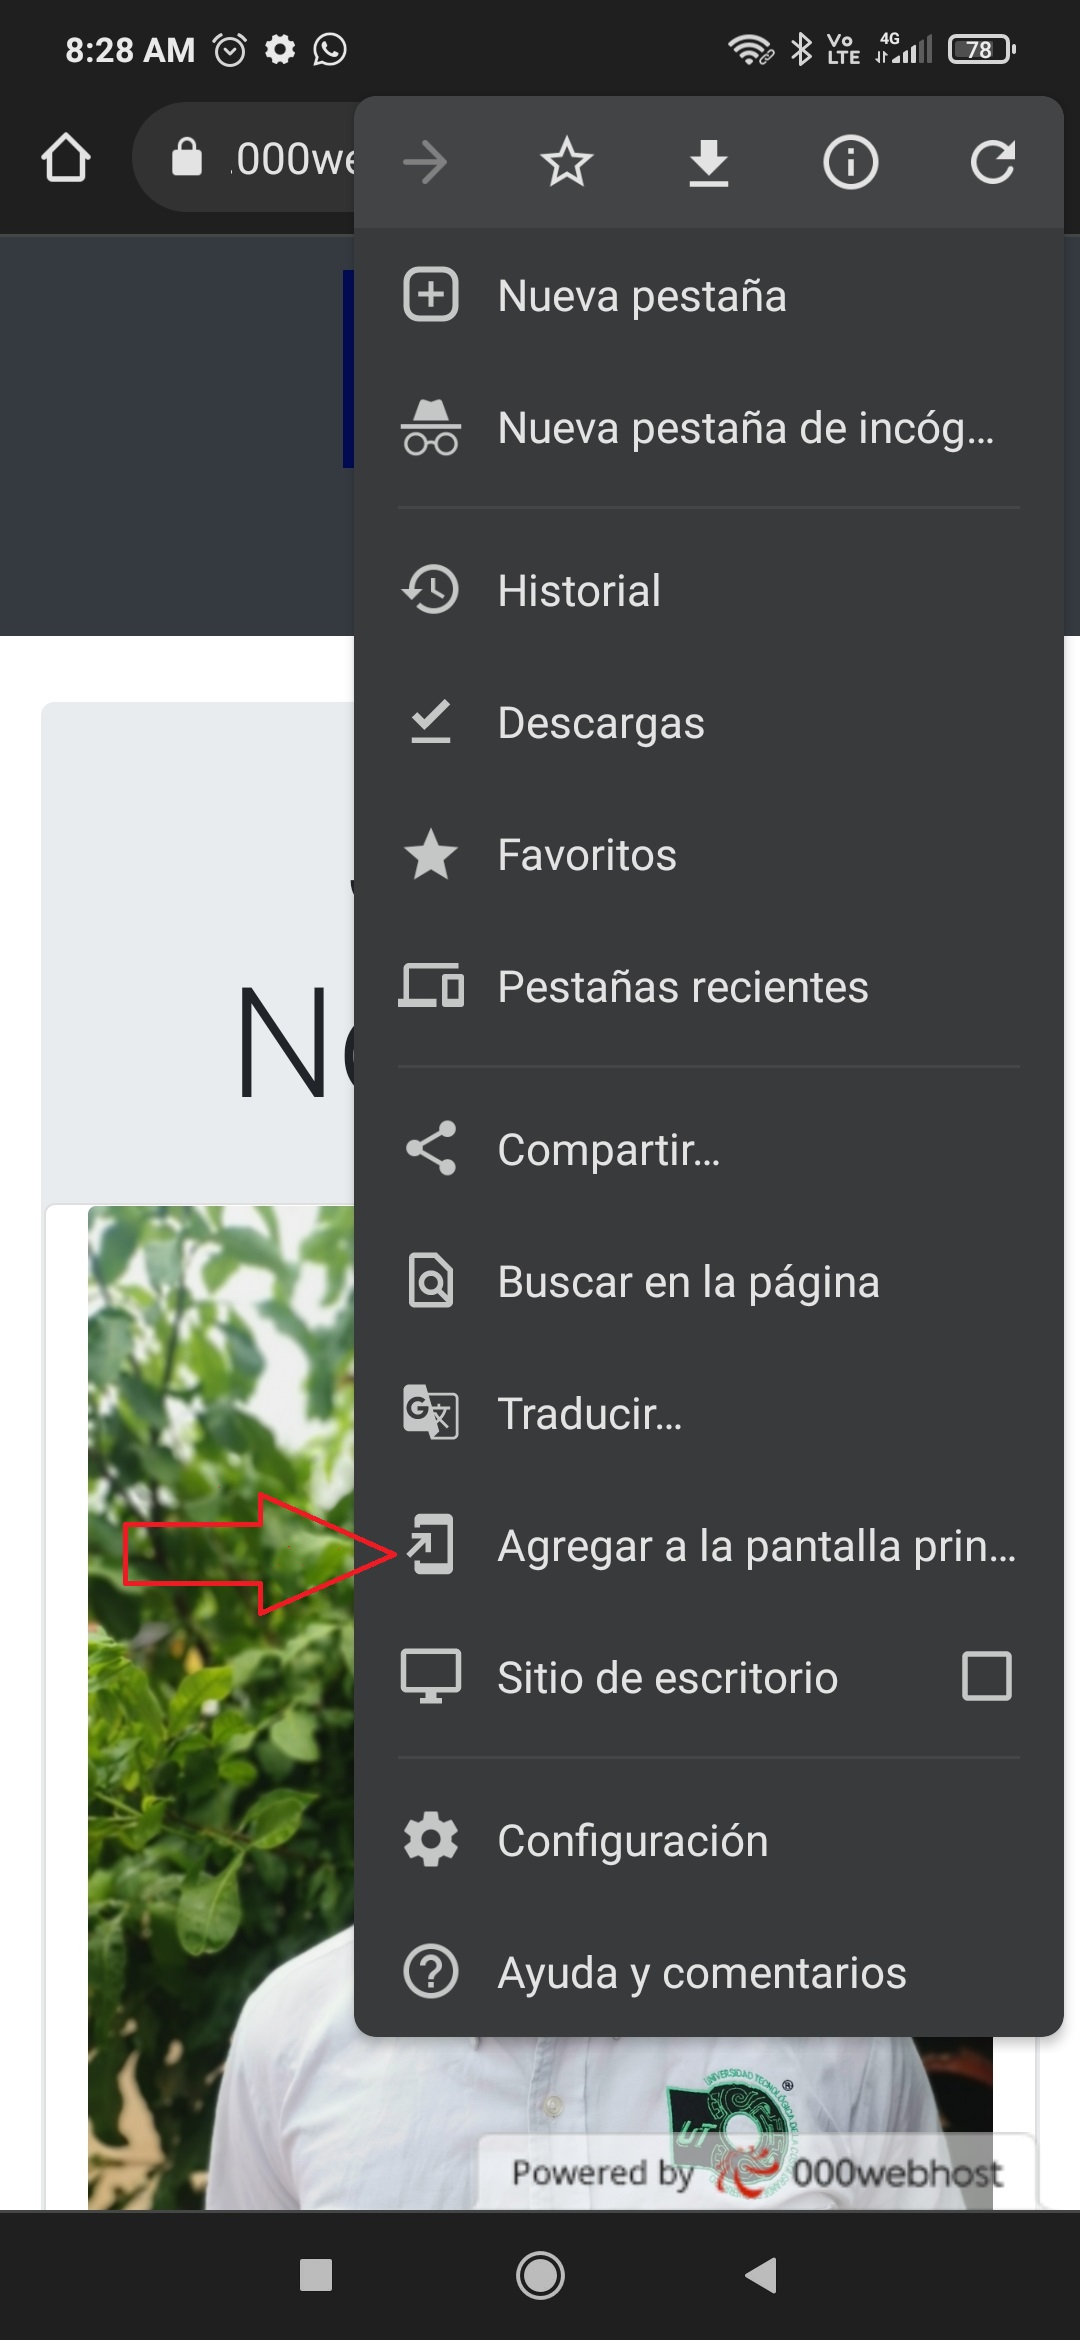 8:28 AM
Vo LTE
4G
78
.000we
Nueva pestaña
Nueva pestaña de incóg...
Historial
Descargas
Favoritos
Pestañas recientes
Compartir...
Buscar en la página
Traducir...
Agregar a la pantalla prin...
Sitio de escritorio
Configuración
Ayuda y comentarios
UNIVERSIDAD TECNOLÓGICA
UT
Powered by 000webhost